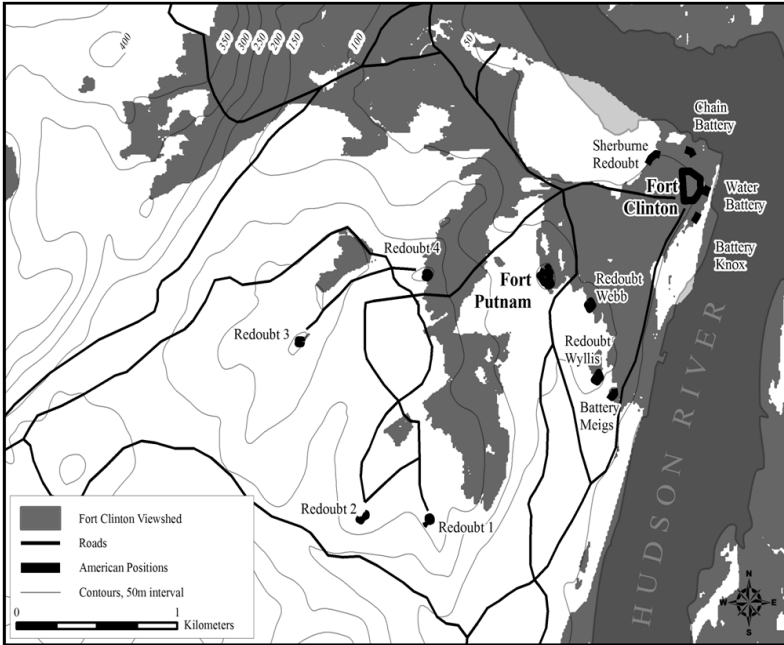 400
350
300
250
200
150
100
50
Chain
Battery
Sherburne
Redoubt
Fort
Clinton
Water
Battery
Battery
Knox
Redoubt 4
Fort
Putnam
Redoubt
Webb
Redoubt 3
Redoubt
Wyllis
Battery
Meigs
HUDSON RIVER
Redoubt 2
Redoubt 1
Fort Clinton Viewshed
Roads
American Positions
Contours, 50m interval
0
1
Kilometers
N
W
E
S